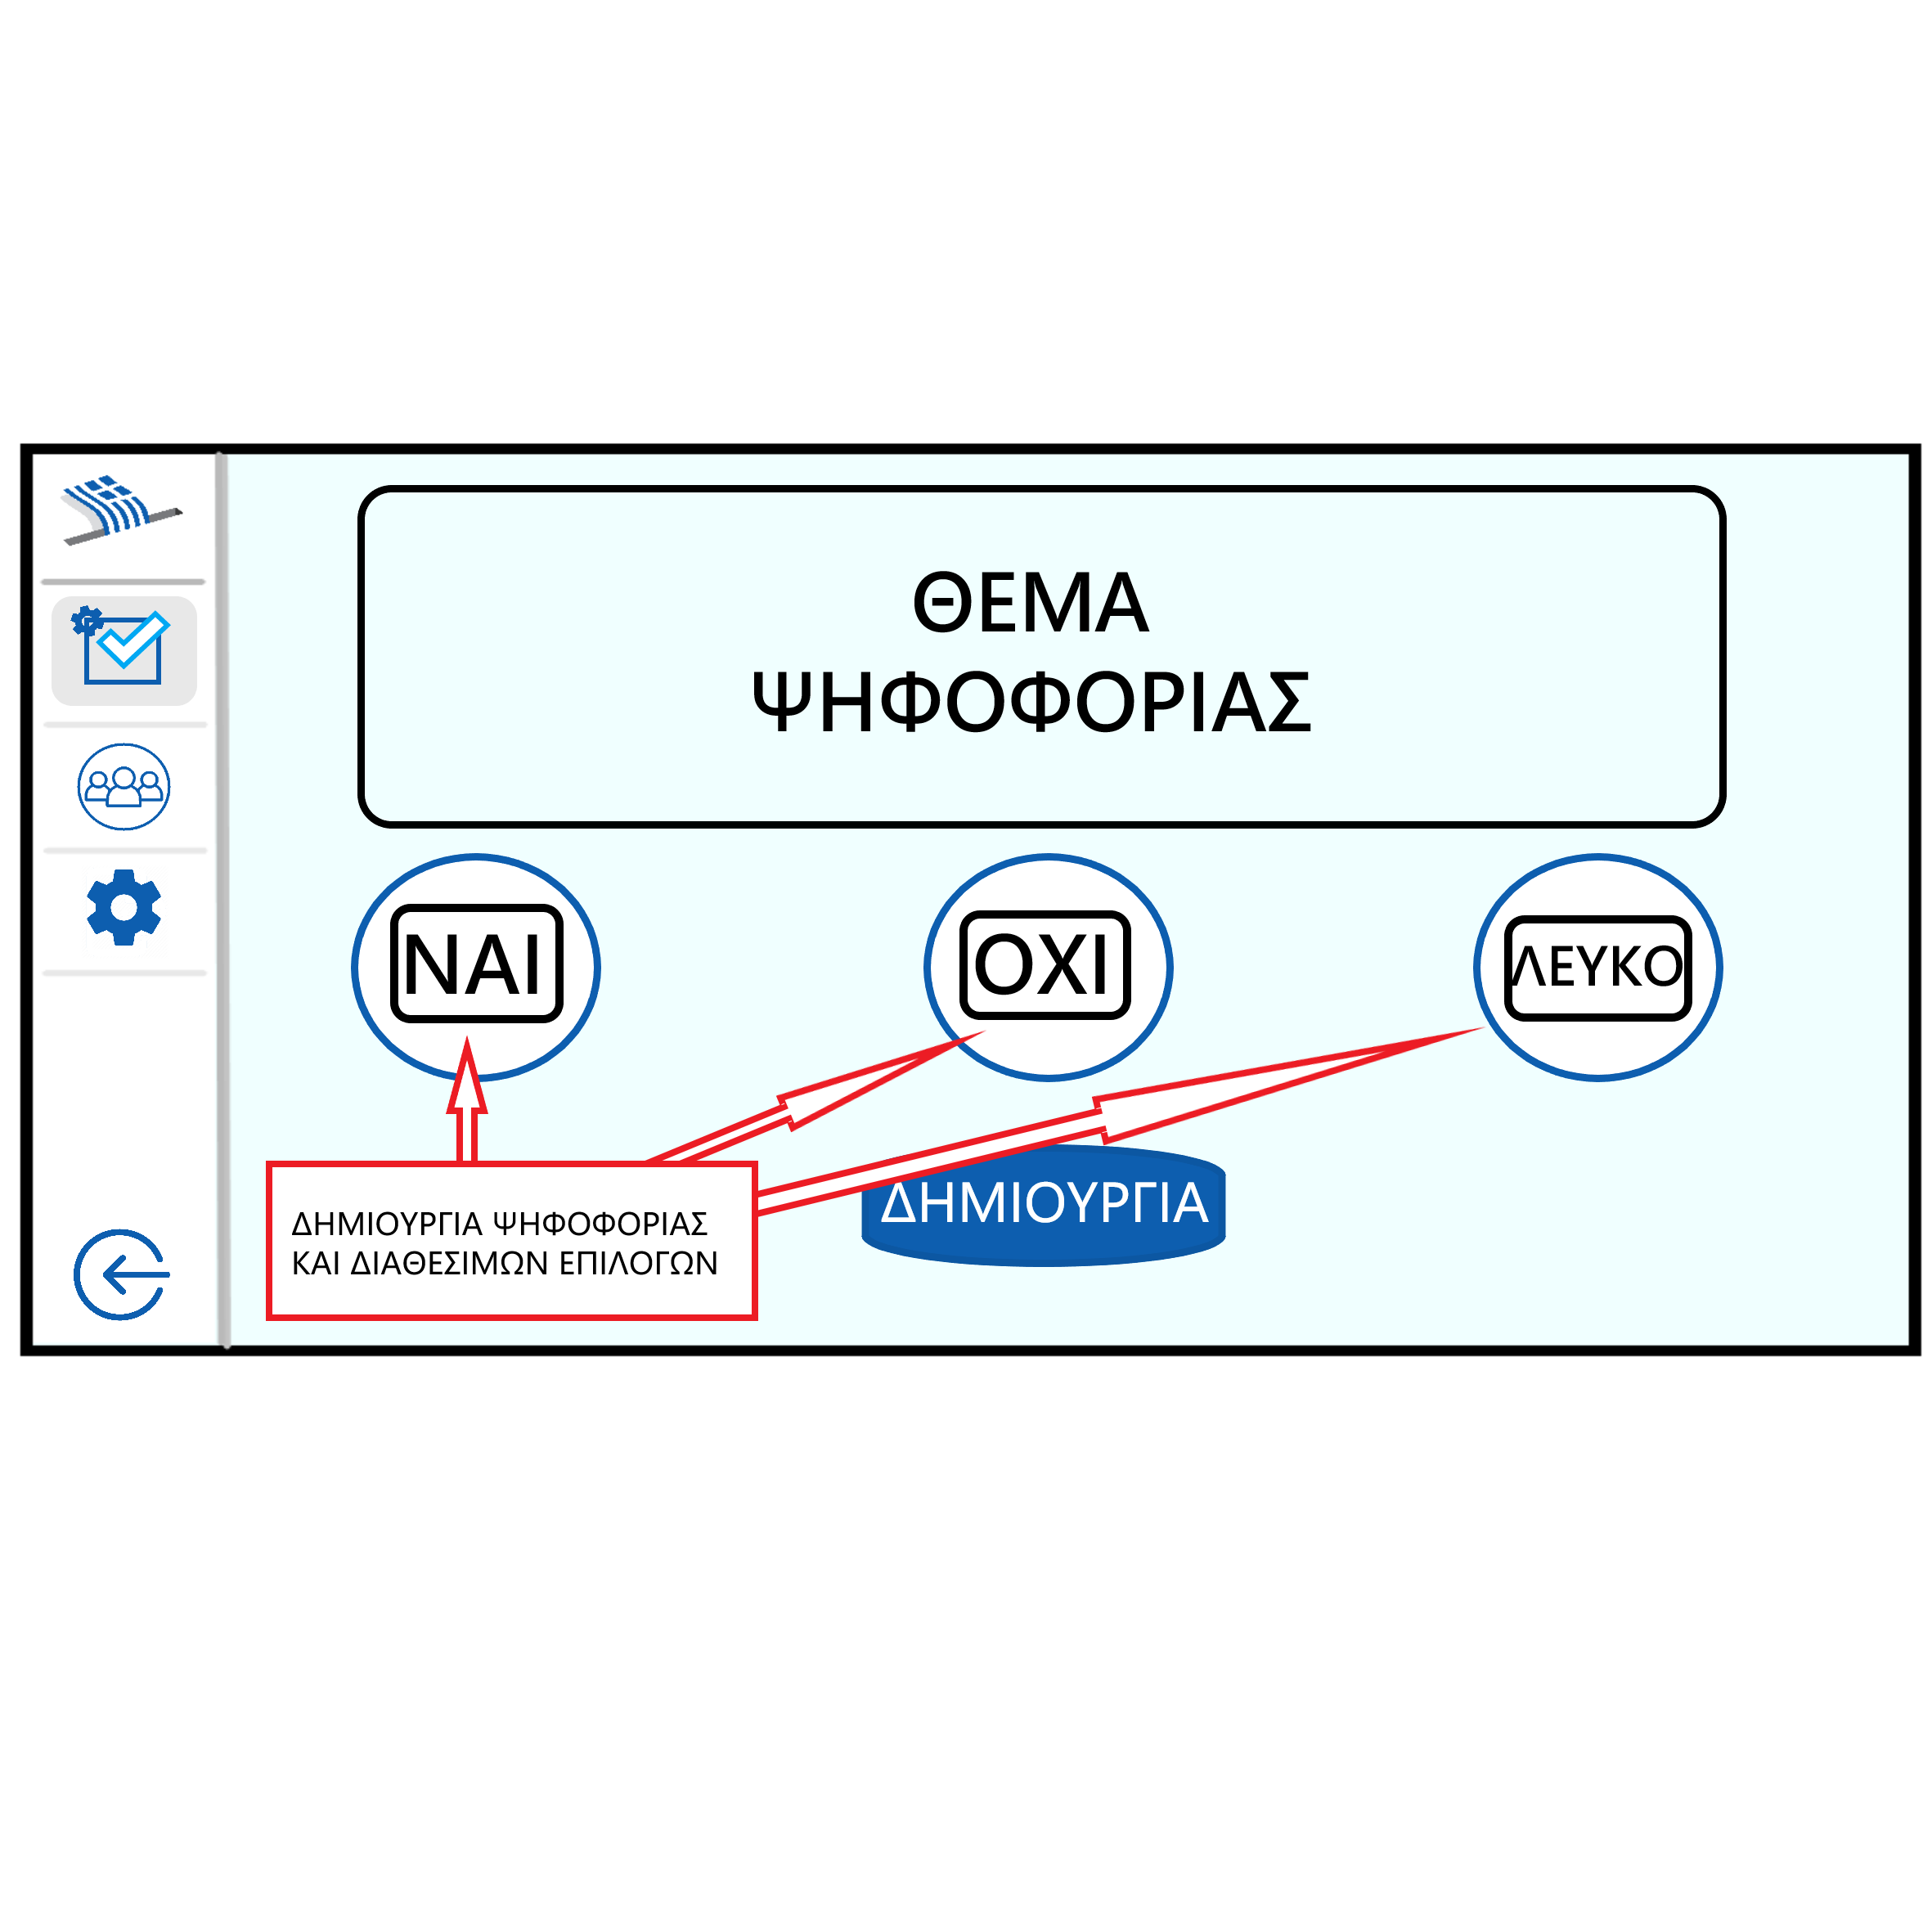 ΘΕΜΑ
ΨΗΦΟΦΟΡΙΑΣ
ΝΑΙ
ΟΧΙ
ΛΕΥΚΟ
ΔΗΜΙΟΥΡΓΙΑ
ΔΗΜΙΟΥΡΓΙΑ ΨΗΦΟΦΟΡΙΑΣ
ΚΑΙ ΔΙΑΘΕΣΙΜΩΝ ΕΠΙΛΟΓΩΝ